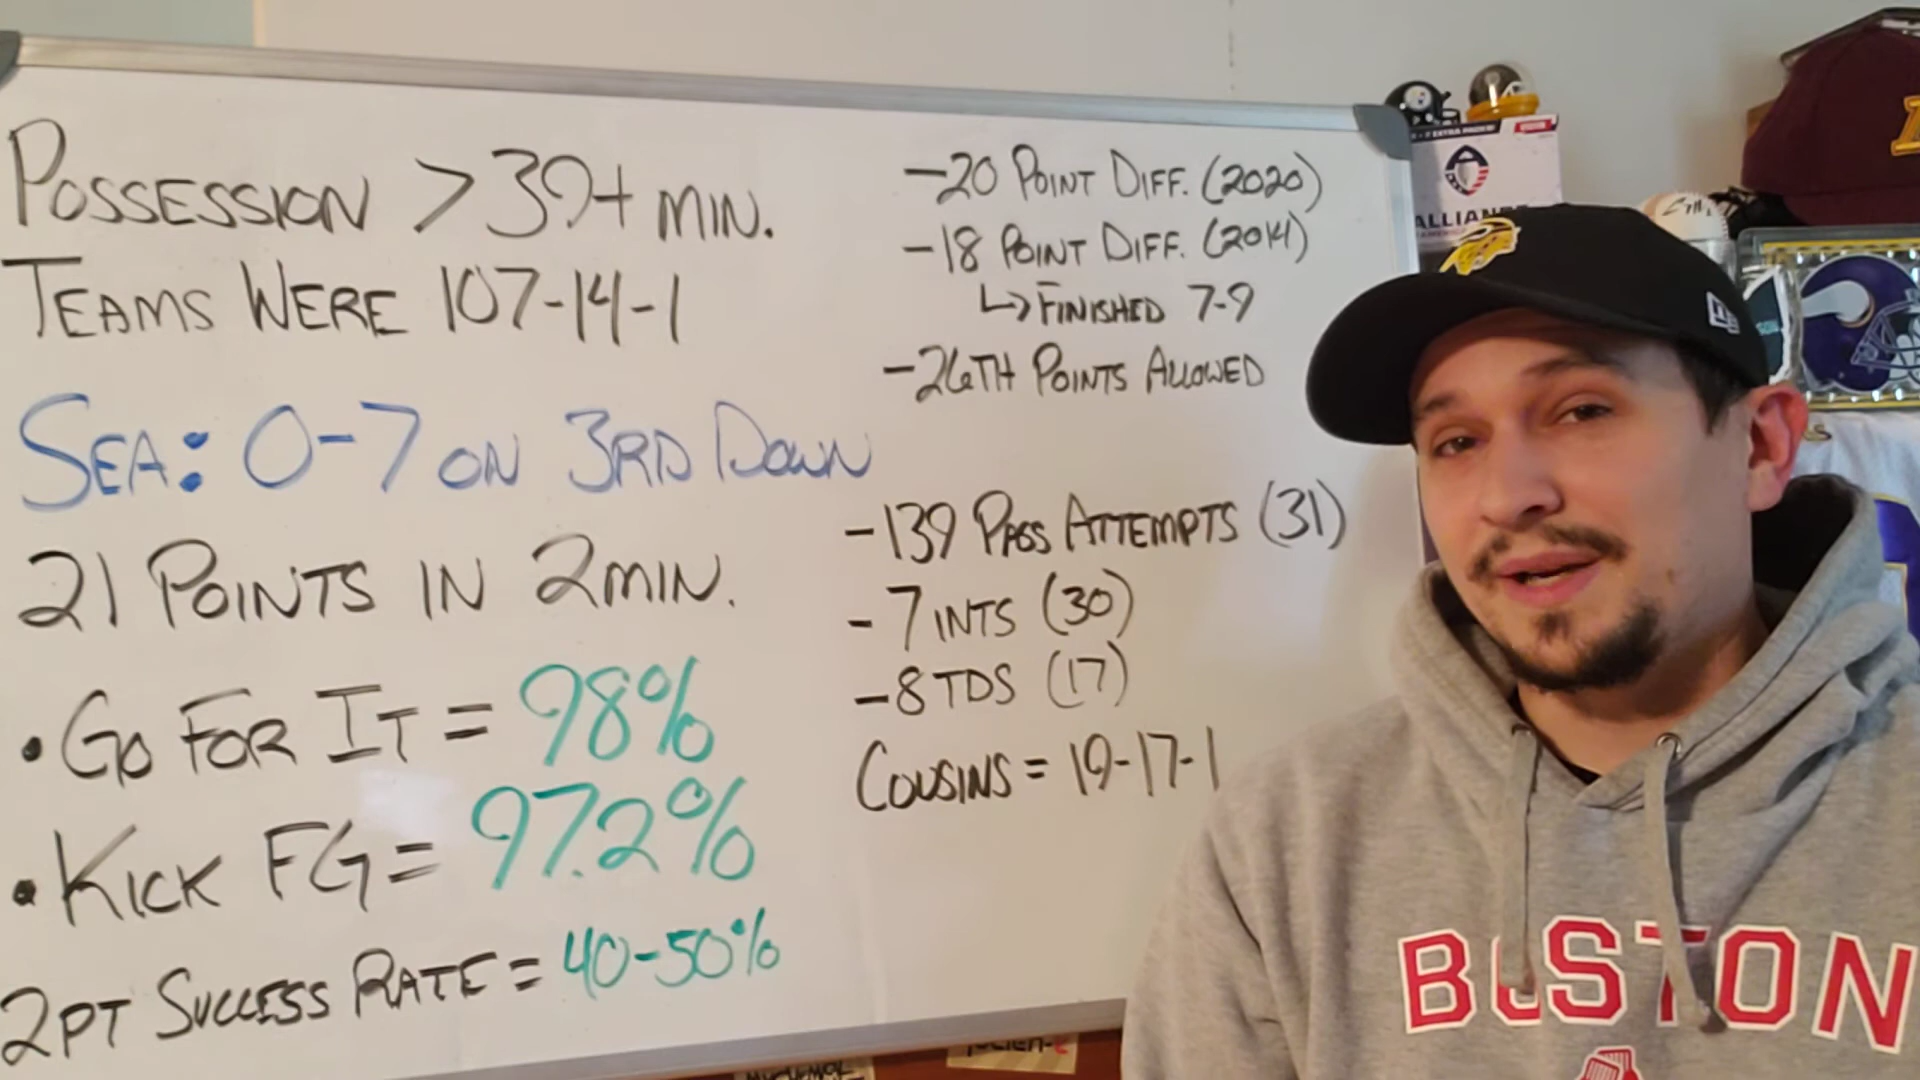 POSSESSION >39+ MIN.
TEAMS WERE 107-14-1
SEA: 0-7 ON 3RD DOWN
21 POINTS IN 2MIN.
• GO FOR IT = 98%
• KICK FG = 97.2%
2PT SUCCESS RATE = 40-50%
-20 POINT DIFF. (2020)
-18 POINT DIFF. (2014)
↳ FINISHED 7-9
-26TH POINTS ALLOWED
-139 PASS ATTEMPTS (31)
-7 INTS (30)
-8 TDS (17)
COUSINS = 19-17-1
ALLIANCE
BOSTON